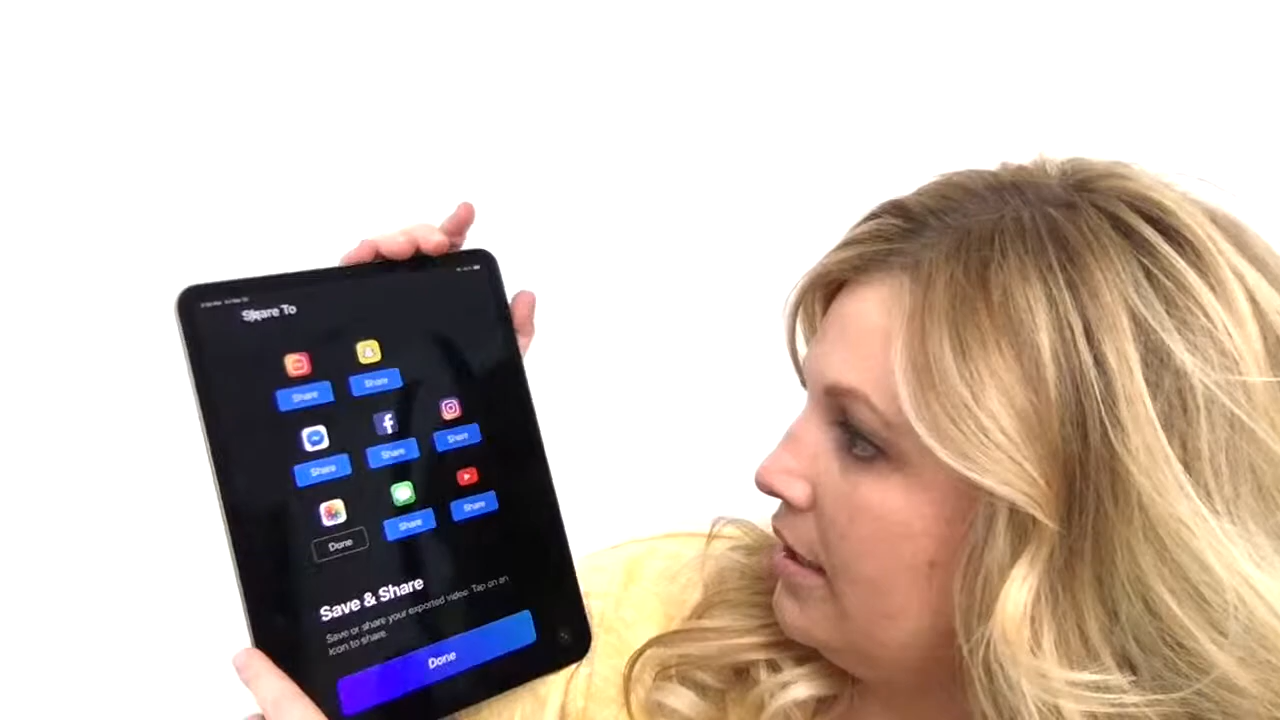 Share To
Share
Share
Share
Share
Share
Done
Share
Share
Save & Share
Save or share your exported video. Tap on an
icon to share.
Done